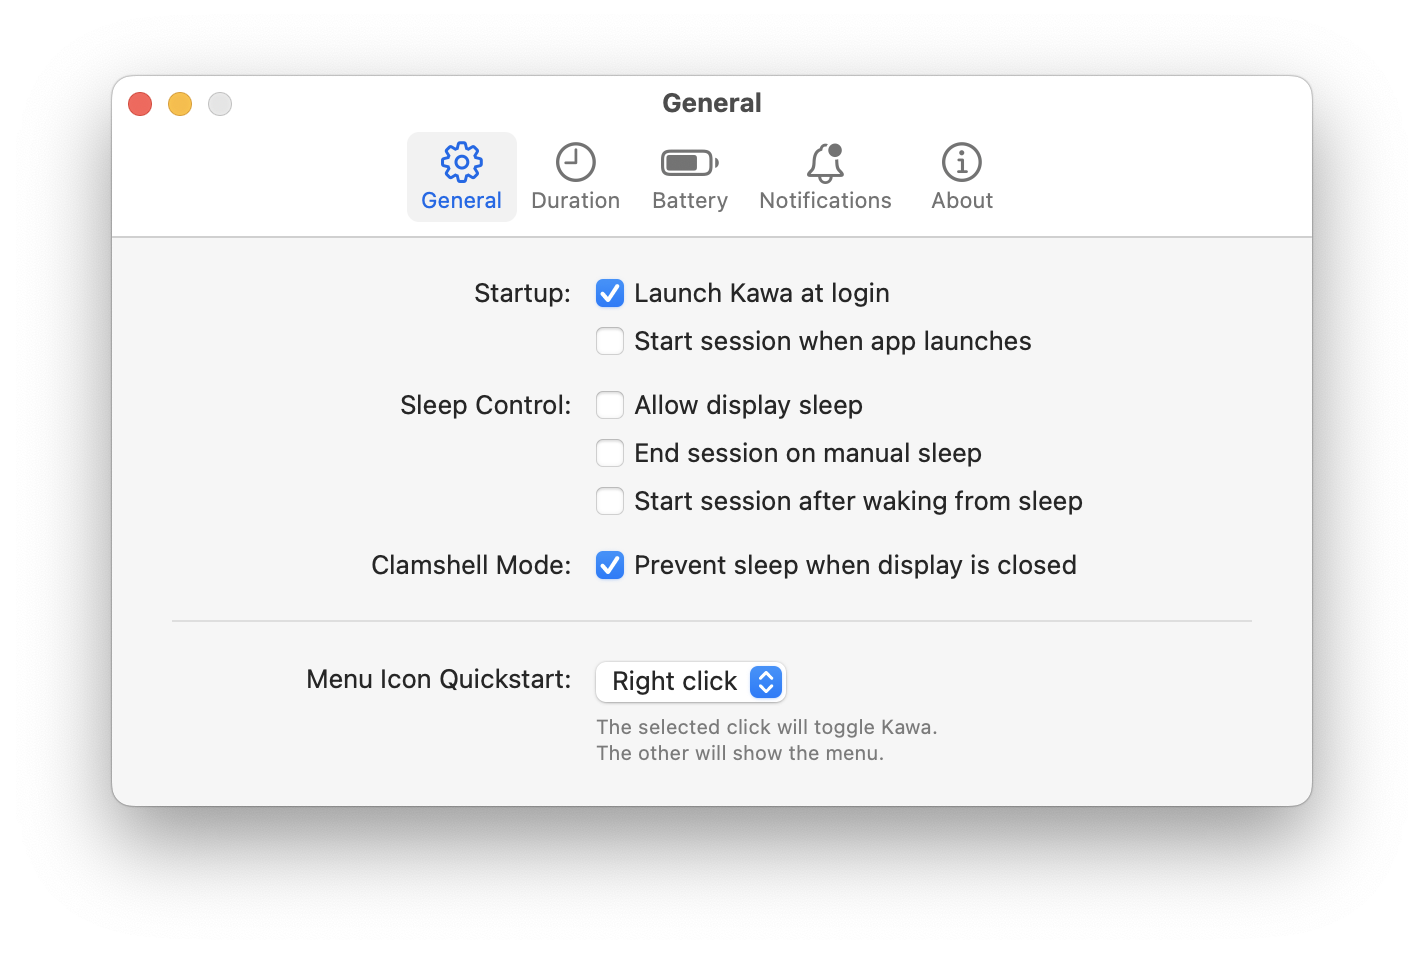 General
General Duration Battery Notifications About
Startup: Launch Kawa at login
Start session when app launches
Sleep Control: Allow display sleep
End session on manual sleep
Start session after waking from sleep
Clamshell Mode: Prevent sleep when display is closed
Menu Icon Quickstart: Right click
The selected click will toggle Kawa.
The other will show the menu.